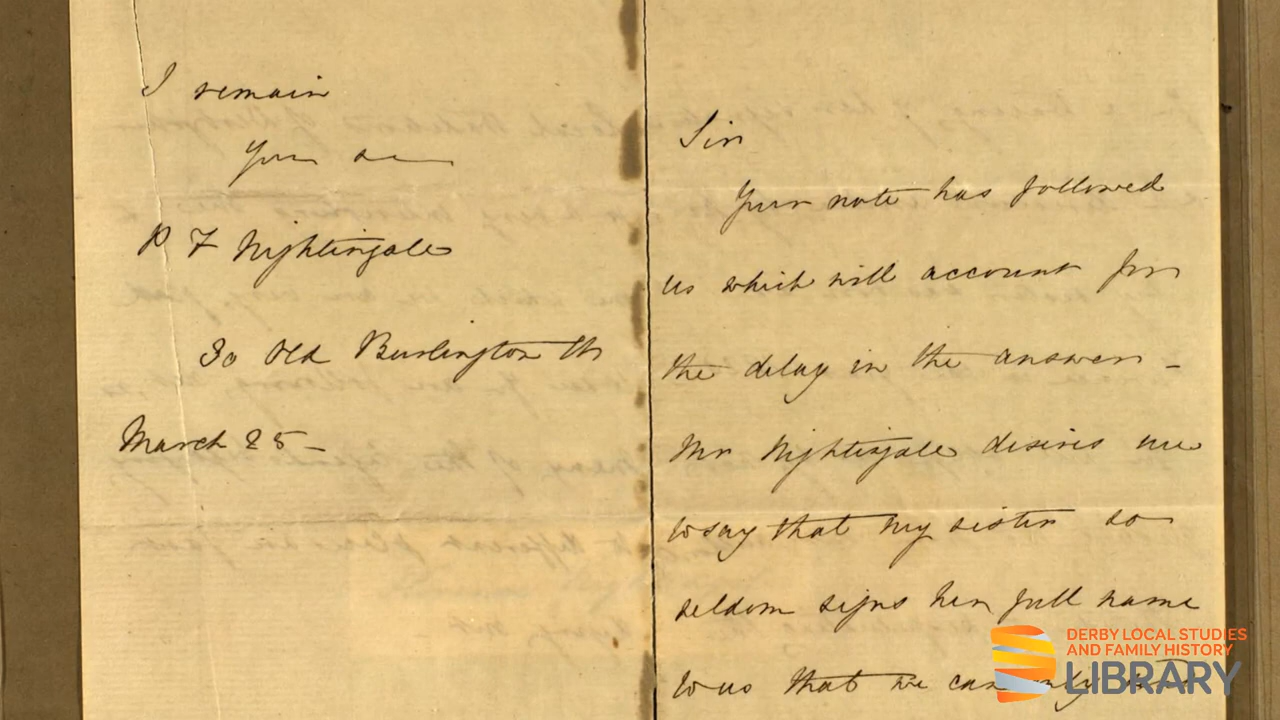 I remain
Your
P F Nightingale
30 Old Burlington St
March 25 -
Sir
Your note has followed
us which will account for
the delay in the answer -
Mr Nightingale desires me
to say that my sister so
seldom signs her full name
to us that we can only
DERBY LOCAL STUDIES
AND FAMILY HISTORY
LIBRARY